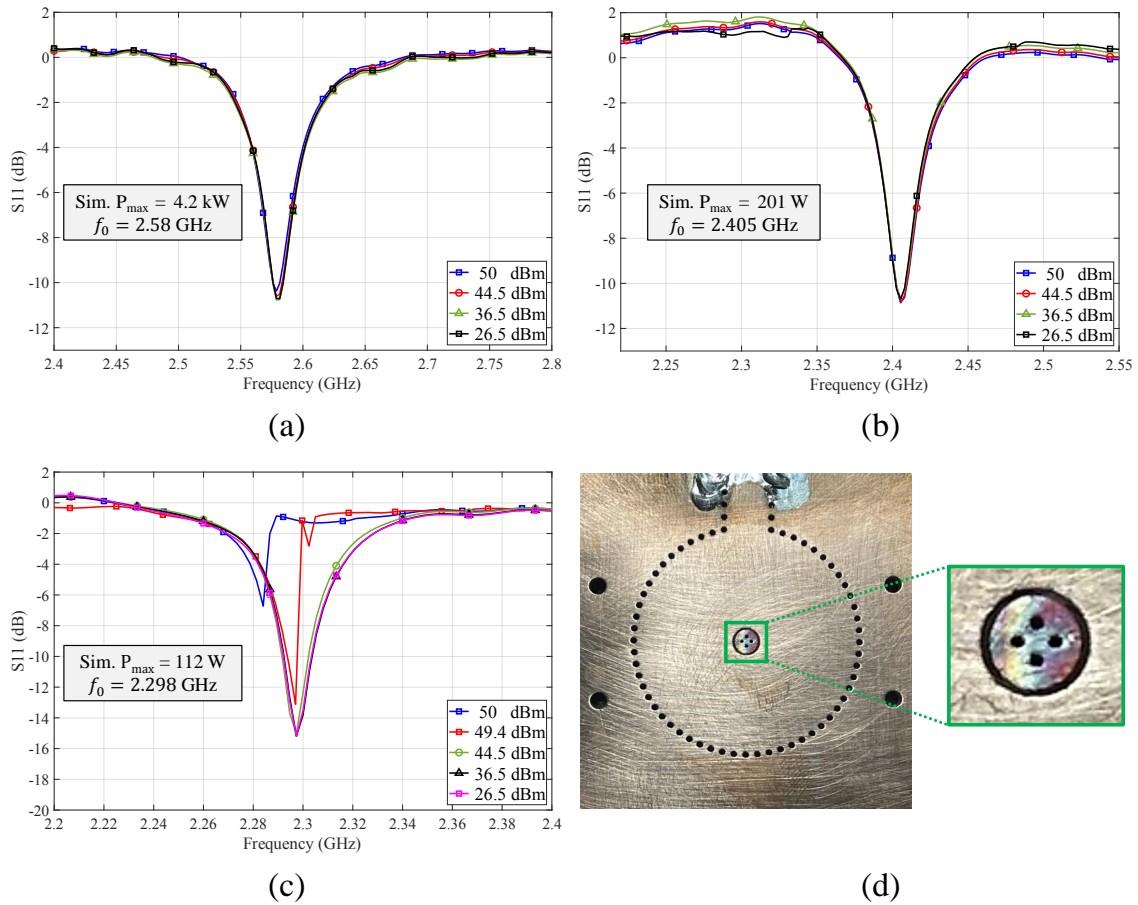 2
0
-2
-4
-6
-8
-10
-12
S11 (dB)
Sim. Pmax = 4.2 kW
f0 = 2.58 GHz
50 dBm
44.5 dBm
36.5 dBm
26.5 dBm
2.4 2.45 2.5 2.55 2.6 2.65 2.7 2.75 2.8
Frequency (GHz)
(a)
2
0
-2
-4
-6
-8
-10
-12
S11 (dB)
Sim. Pmax = 201 W
f0 = 2.405 GHz
50 dBm
44.5 dBm
36.5 dBm
26.5 dBm
2.25 2.3 2.35 2.4 2.45 2.5 2.55
Frequency (GHz)
(b)
2
0
-2
-4
-6
-8
-10
-12
-14
-16
-18
-20
S11 (dB)
Sim. Pmax = 112 W
f0 = 2.298 GHz
50 dBm
49.4 dBm
44.5 dBm
36.5 dBm
26.5 dBm
2.2 2.22 2.24 2.26 2.28 2.3 2.32 2.34 2.36 2.38 2.4
Frequency (GHz)
(c)
(d)